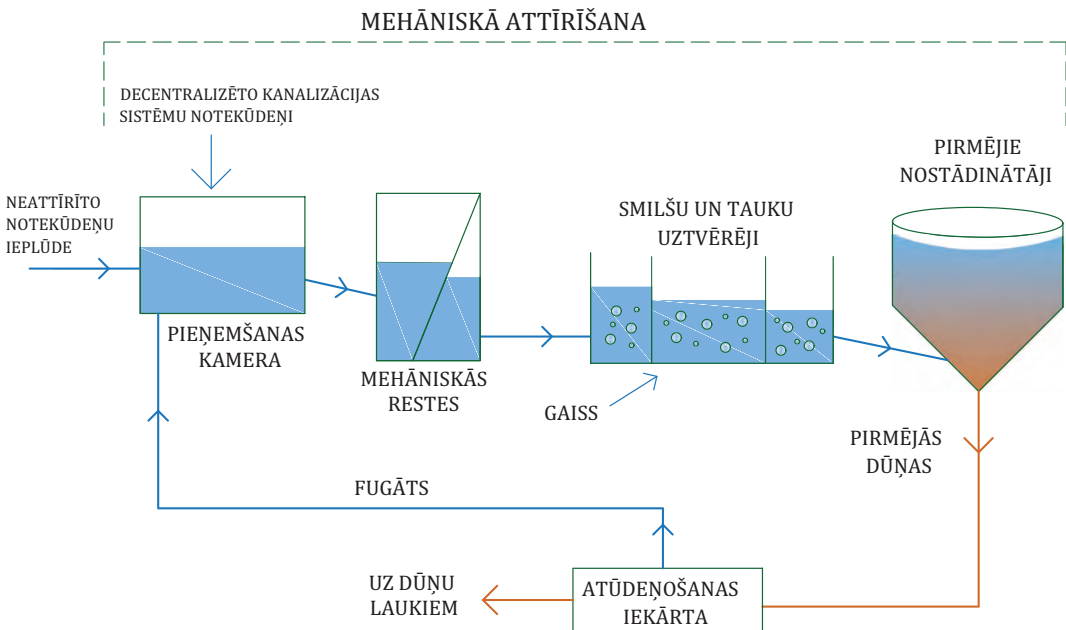 MEHĀNISKĀ ATTĪRĪŠANA
DECENTRALIZĒTO KANALIZĀCIJAS
SISTĒMU NOTEKŪDEŅI
NEATTĪRĪTO
NOTEKŪDEŅU
IEPLŪDE
PIEŅEMŠANAS
KAMERA
MEHĀNISKĀS
RESTES
SMILŠU UN TAUKU
UZTVĒRĒJI
GAISS
PIRMĒJIE
NOSTĀDINĀTĀJI
PIRMĒJĀS
DŪŅAS
FUGĀTS
UZ DŪŅU
LAUKIEM
ATŪDEŅOŠANAS
IEKĀRTA